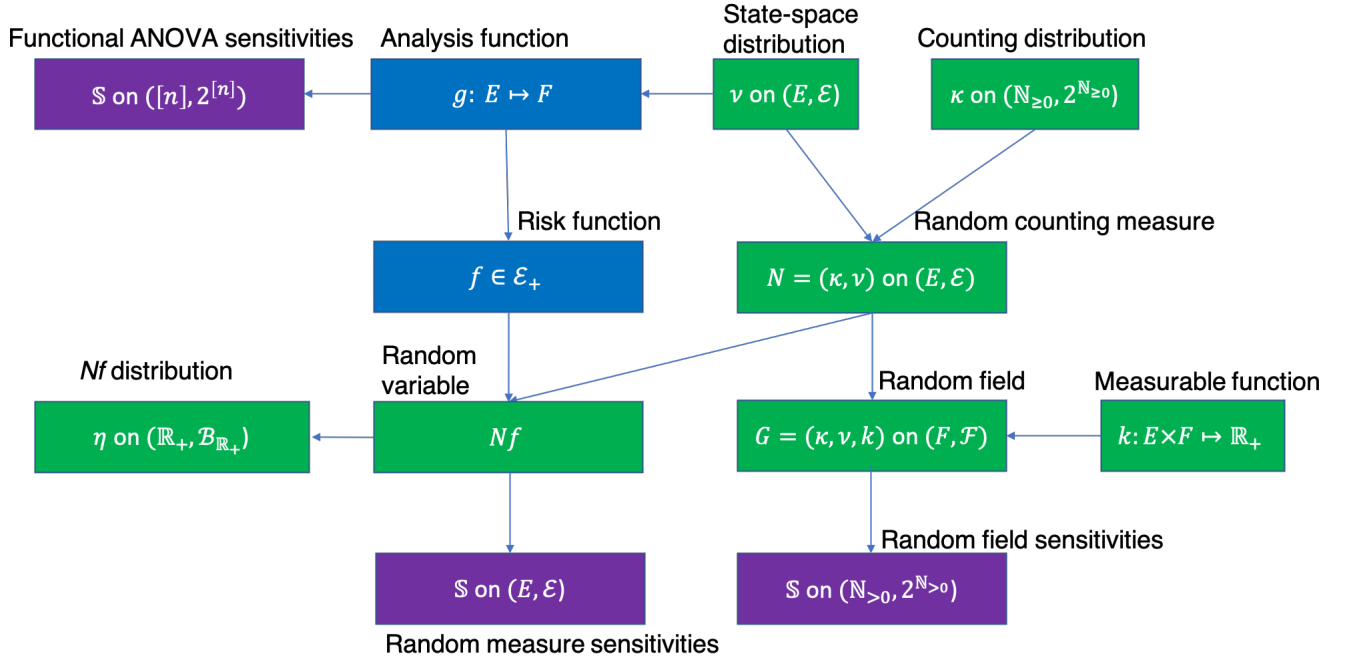 Functional ANOVA sensitivities
Analysis function
State-space
distribution
Counting distribution
𝕊 on ([n], 2^[n])
g: E ↦ F
ν on (E, ℰ)
κ on (ℕ≥0, 2^ℕ≥0)
Risk function
Random counting measure
f ∈ ℰ₊
N = (κ, ν) on (E, ℰ)
Nf distribution
Random
variable
Random field
Measurable function
η on (ℝ₊, ℬ_ℝ₊)
Nf
G = (κ, ν, k) on (F, ℱ)
k: E×F ↦ ℝ₊
Random field sensitivities
𝕊 on (E, ℰ)
𝕊 on (ℕ>0, 2^ℕ>0)
Random measure sensitivities